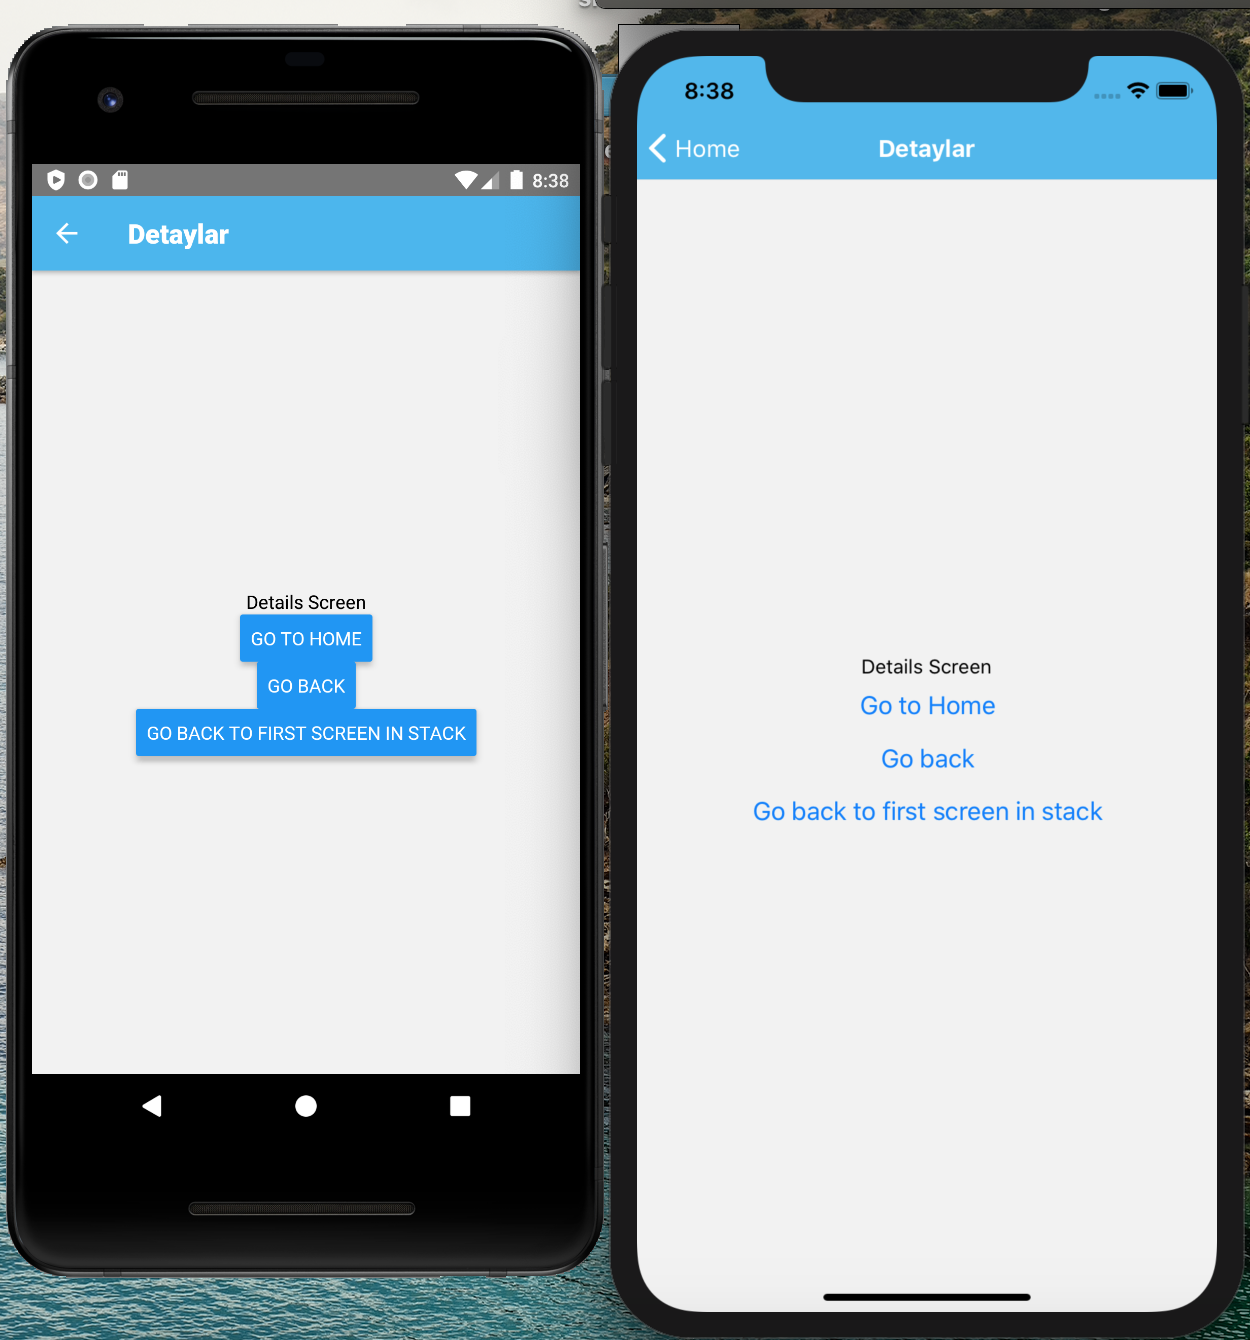 8:38
Detaylar
Details Screen
GO TO HOME
GO BACK
GO BACK TO FIRST SCREEN IN STACK
8:38
Home
Detaylar
Details Screen
Go to Home
Go back
Go back to first screen in stack